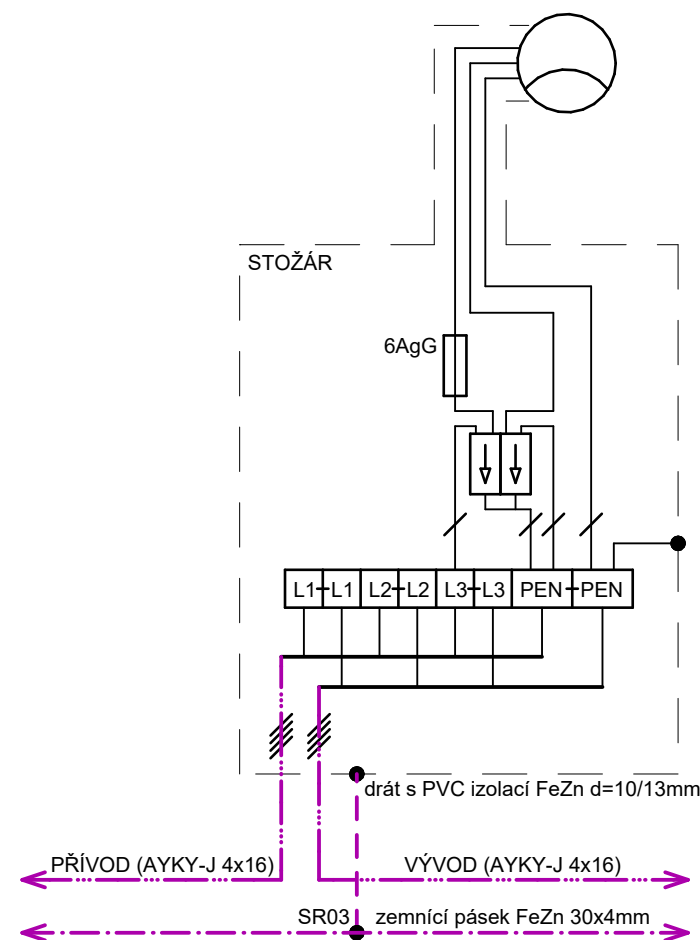 STOŽÁR
6AgG
L1 L1 L2 L2 L3 L3 PEN PEN
drát s PVC izolací FeZn d=10/13mm
PŘÍVOD (AYKY-J 4x16) VÝVOD (AYKY-J 4x16)
SR03 zemnící pásek FeZn 30x4mm